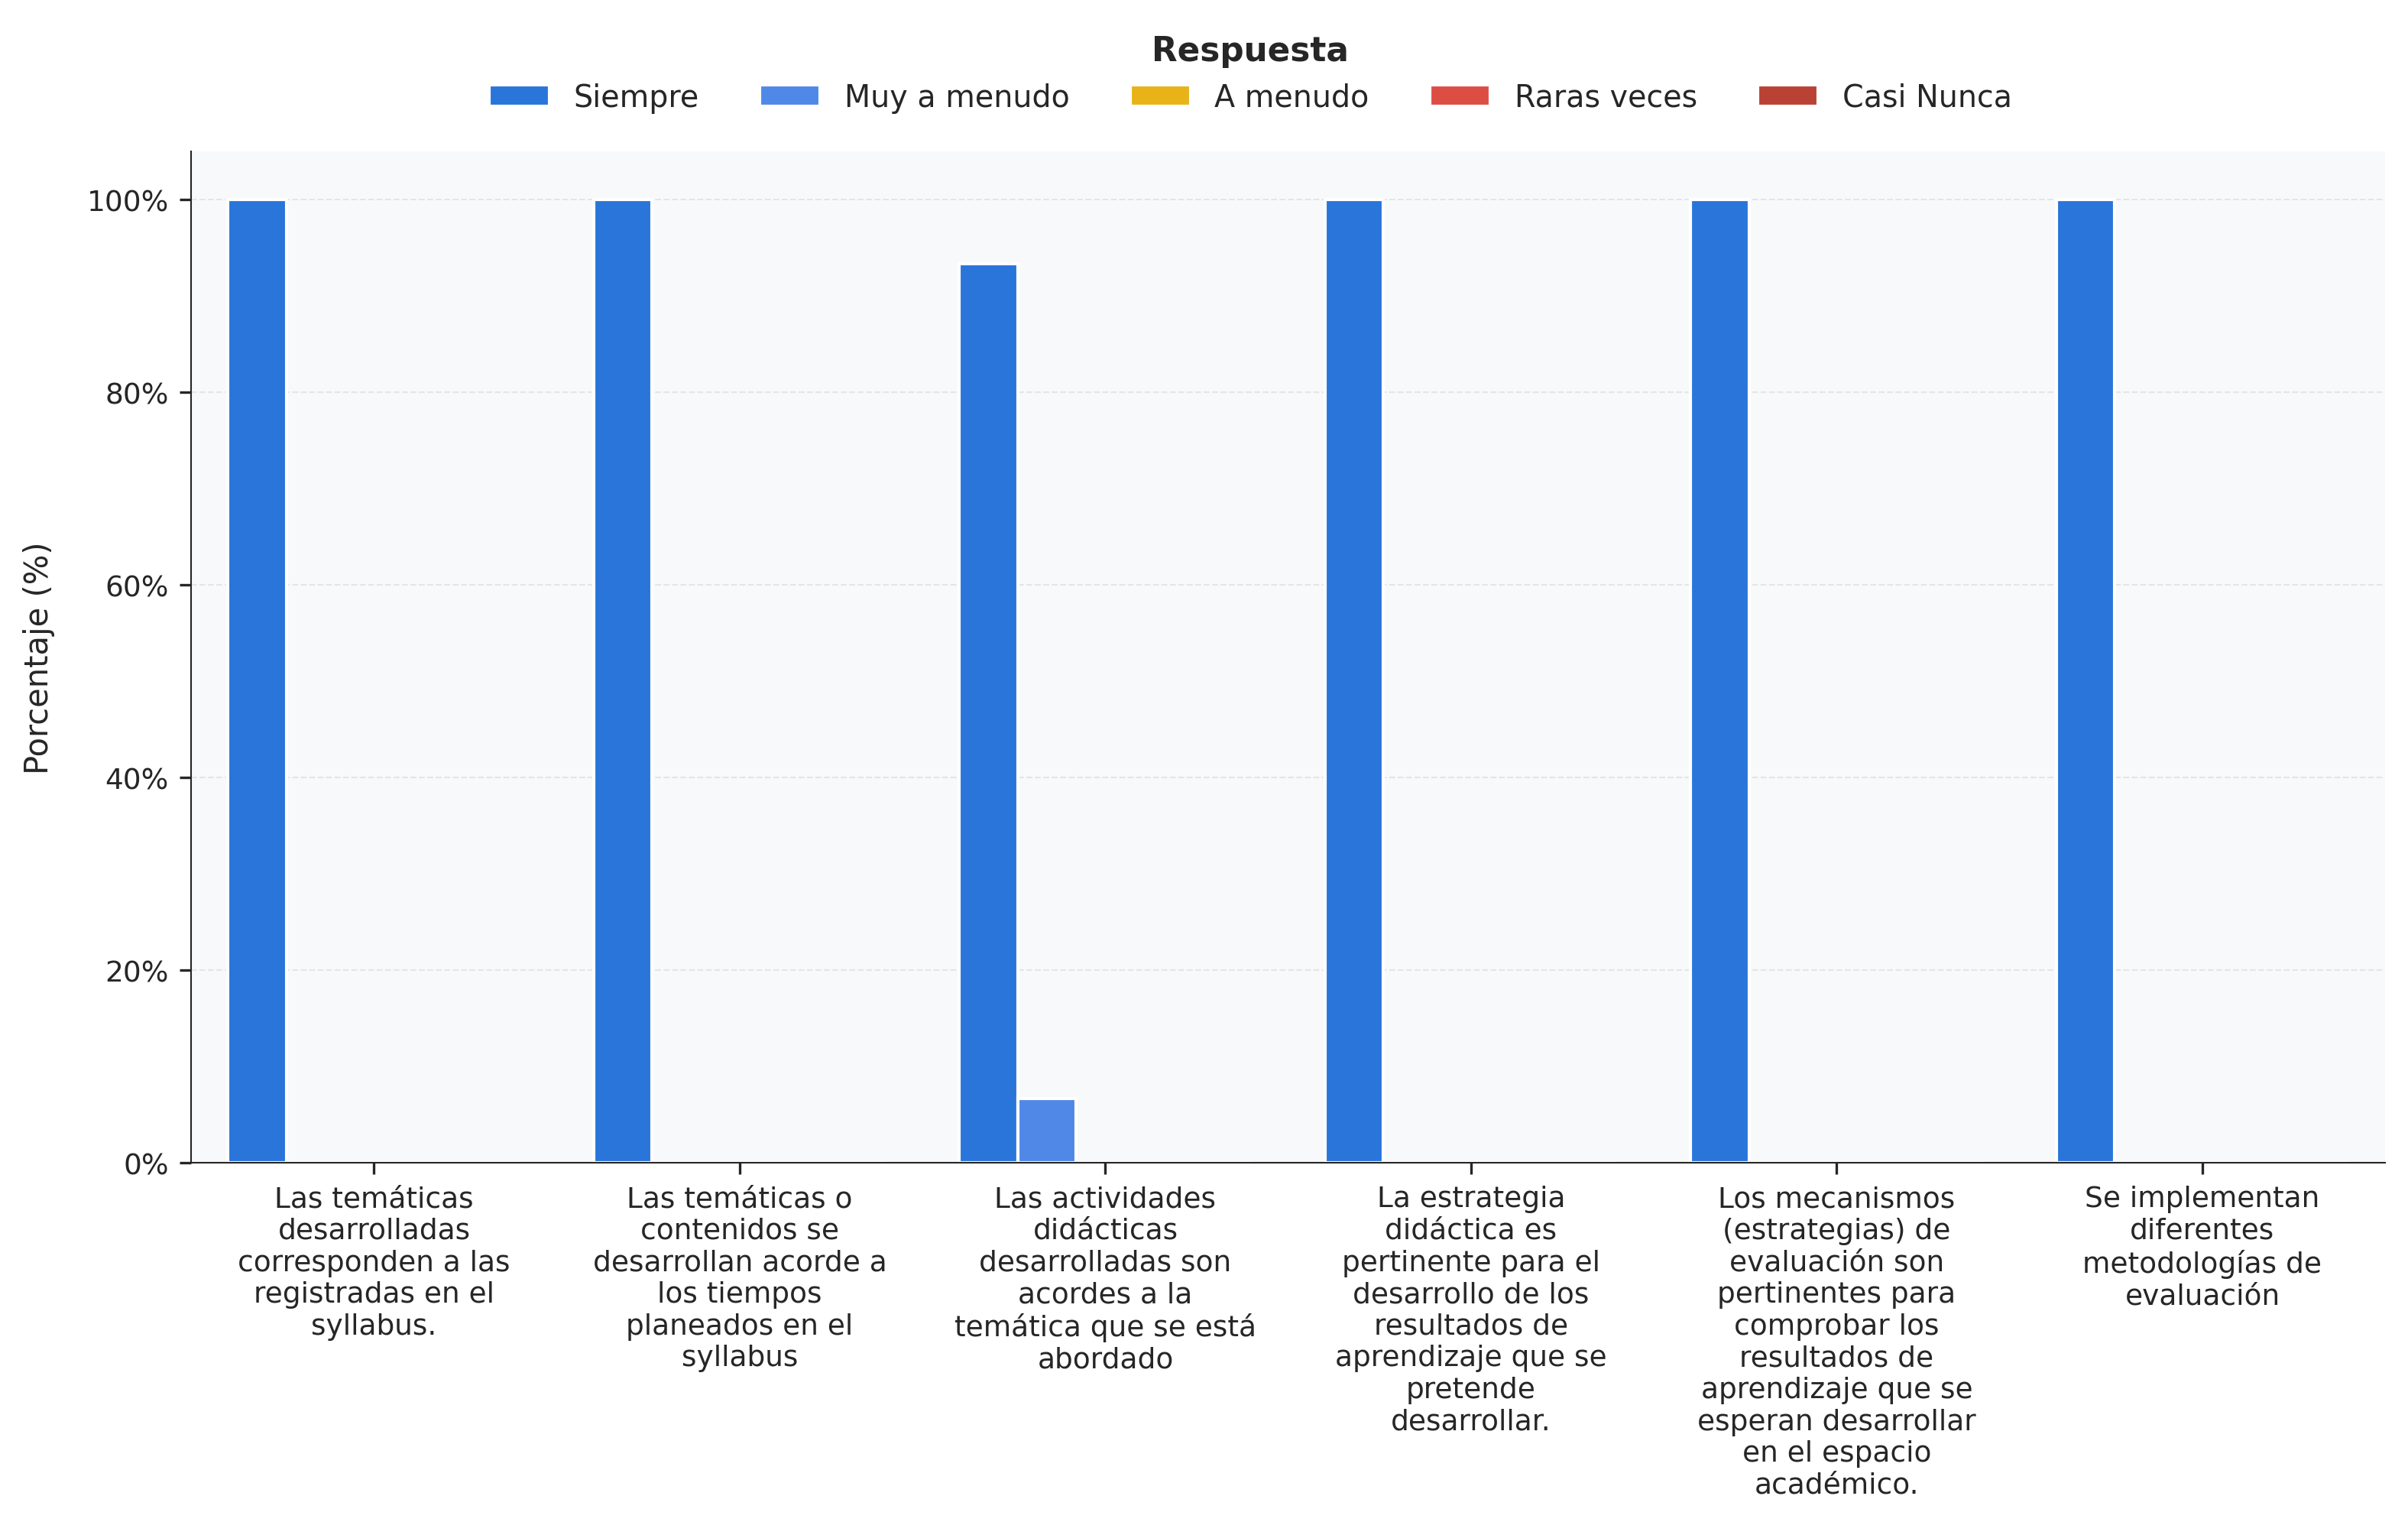 Respuesta
Siempre
Muy a menudo
A menudo
Raras veces
Casi Nunca
Porcentaje (%)
100%
80%
60%
40%
20%
0%
Las temáticas
desarrolladas
corresponden a las
registradas en el
syllabus.
Las temáticas o
contenidos se
desarrollan acorde a
los tiempos
planeados en el
syllabus
Las actividades
didácticas
desarrolladas son
acordes a la
temática que se está
abordado
La estrategia
didáctica es
pertinente para el
desarrollo de los
resultados de
aprendizaje que se
pretende
desarrollar.
Los mecanismos
(estrategias) de
evaluación son
pertinentes para
comprobar los
resultados de
aprendizaje que se
esperan desarrollar
en el espacio
académico.
Se implementan
diferentes
metodologías de
evaluación